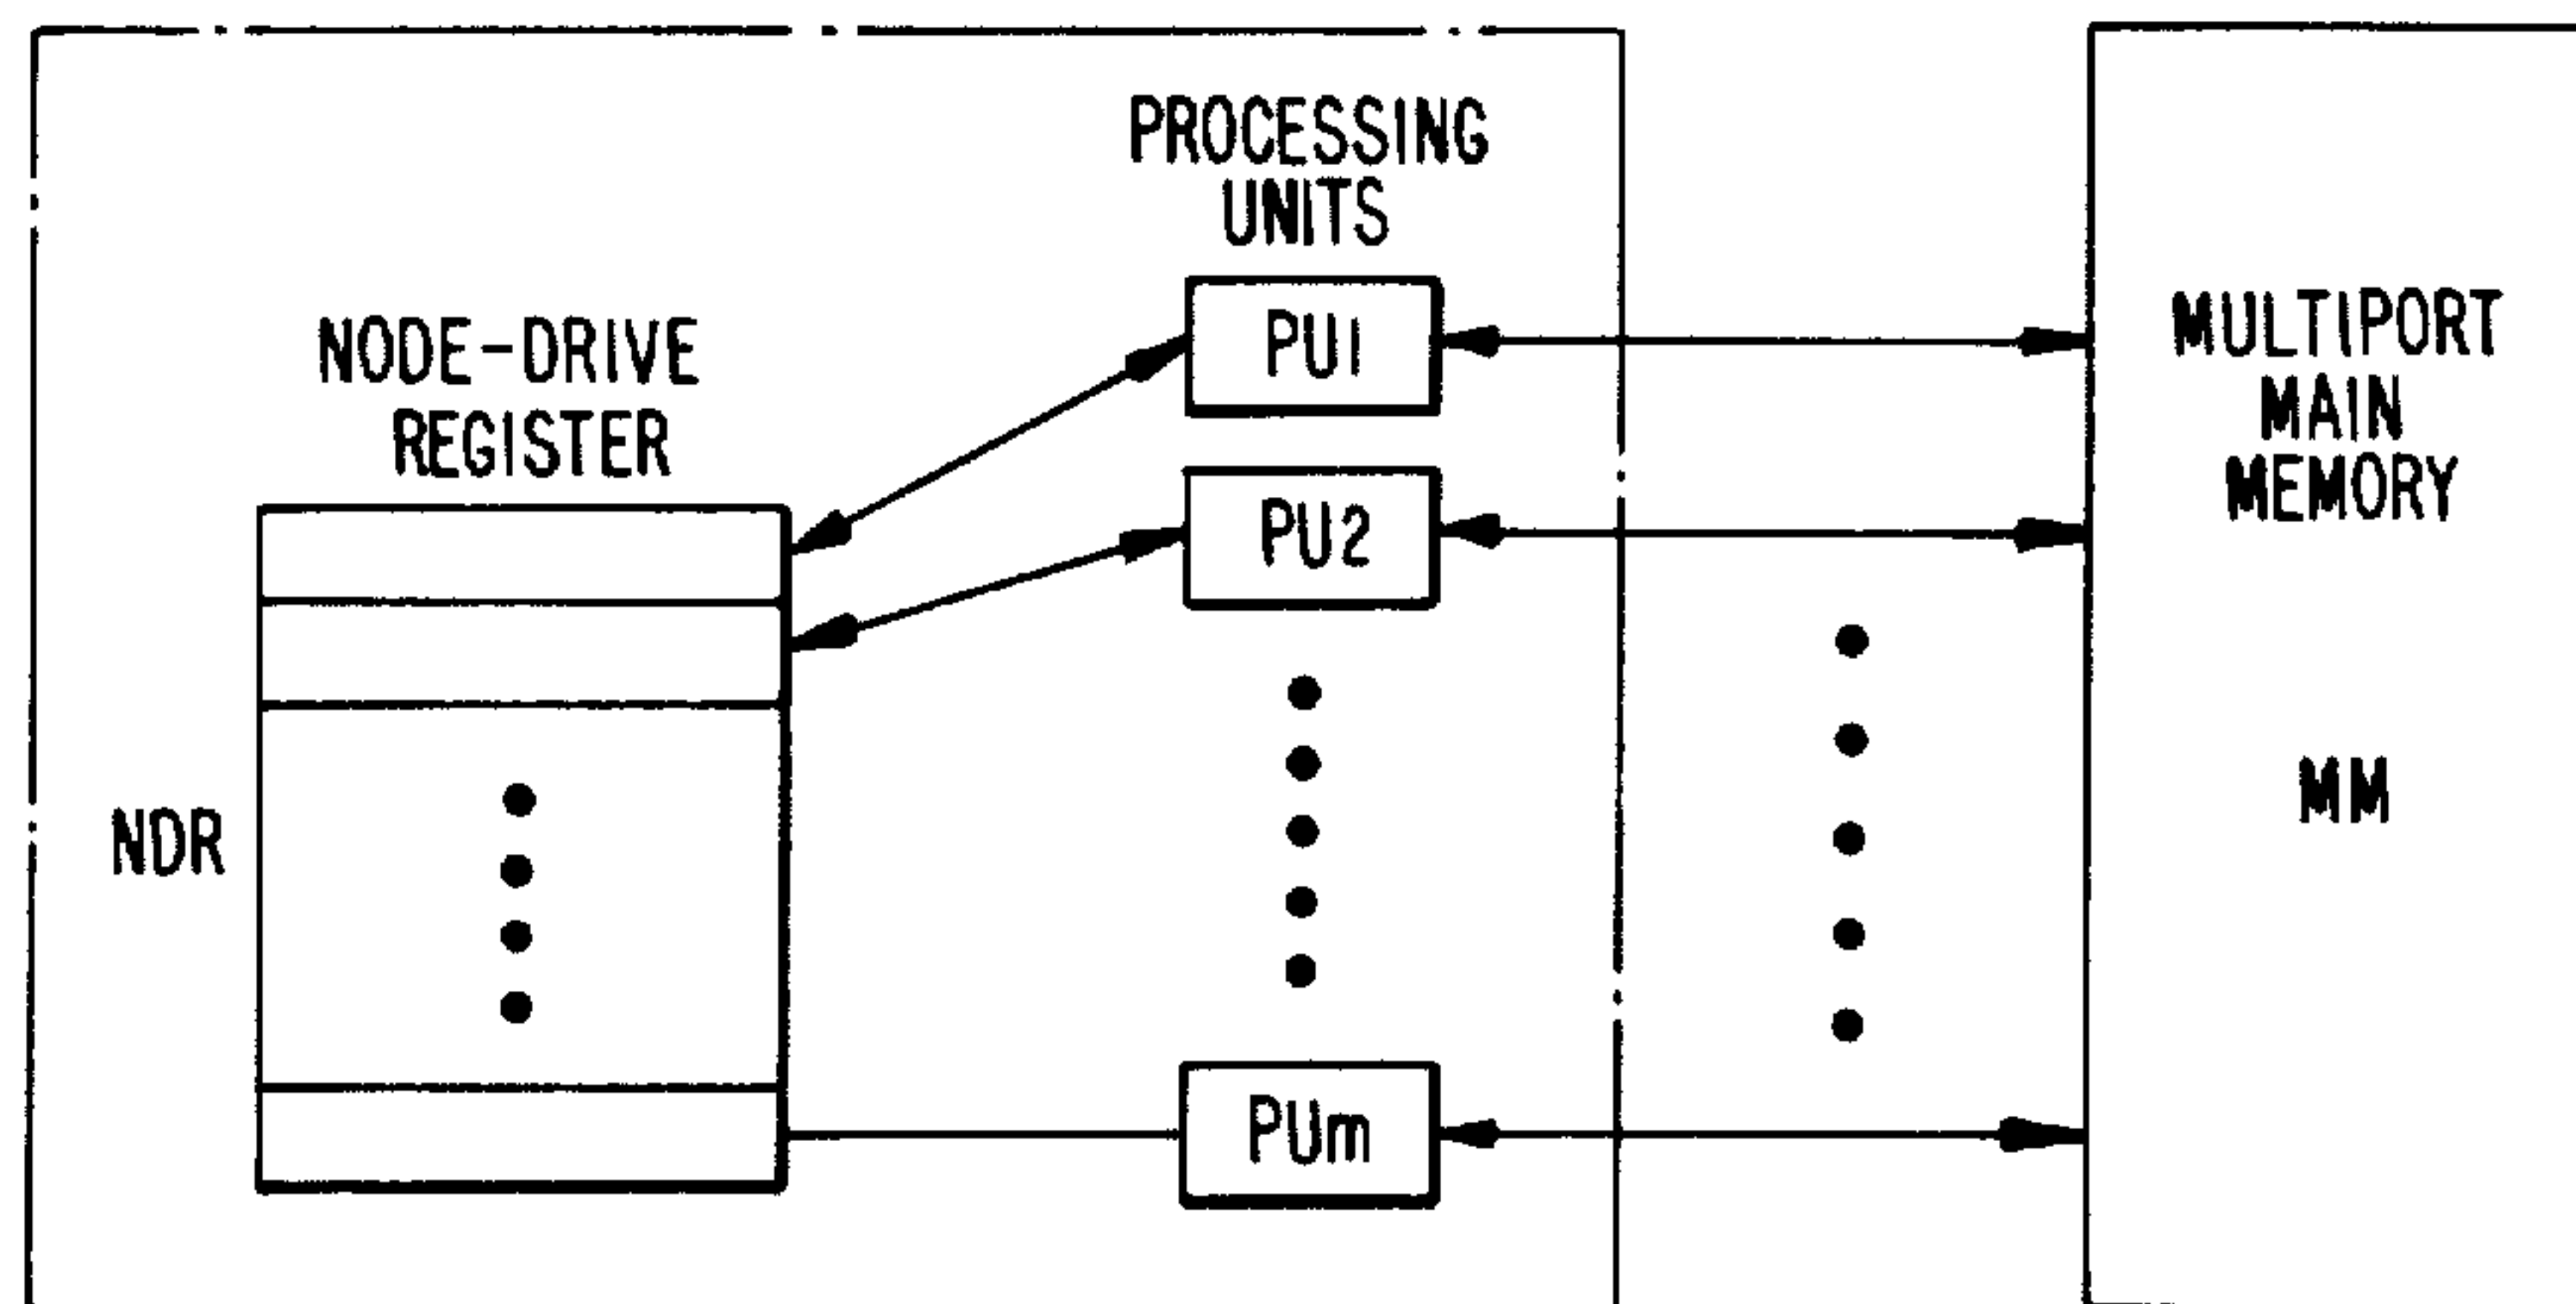 PROCESSING
UNITS
NODE-DRIVE
REGISTER
PU1
PU2
PUm
NDR
MULTIPORT
MAIN
MEMORY
MM